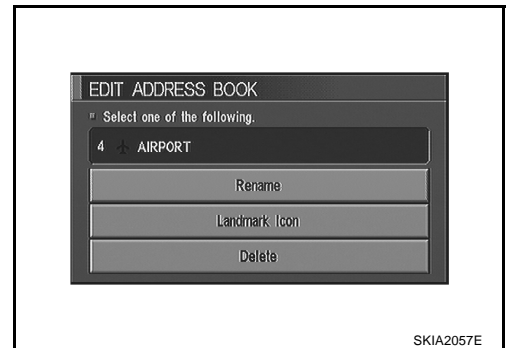 EDIT ADDRESS BOOK
Select one of the following.
4 AIRPORT
Rename
Landmark Icon
Delete
SKIA2057E